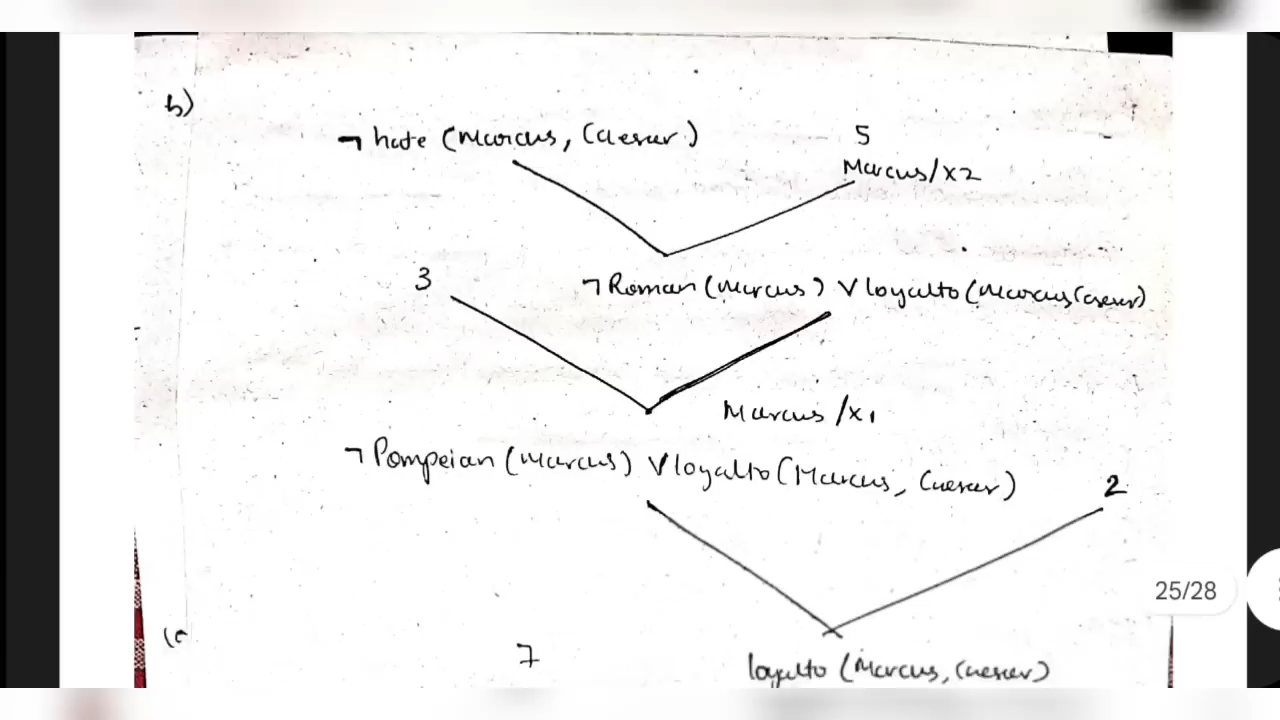 b)
¬ hate (Marcus, Caesar)
5
Marcus/x2
3
¬ Roman (Marcus) V loyalto (Marcus Caesar)
Marcus /x1
¬ Pompeian (Marcus) V loyalto (Marcus, Caesar)
2
25/28
7
loyalto (Marcus, Caesar)